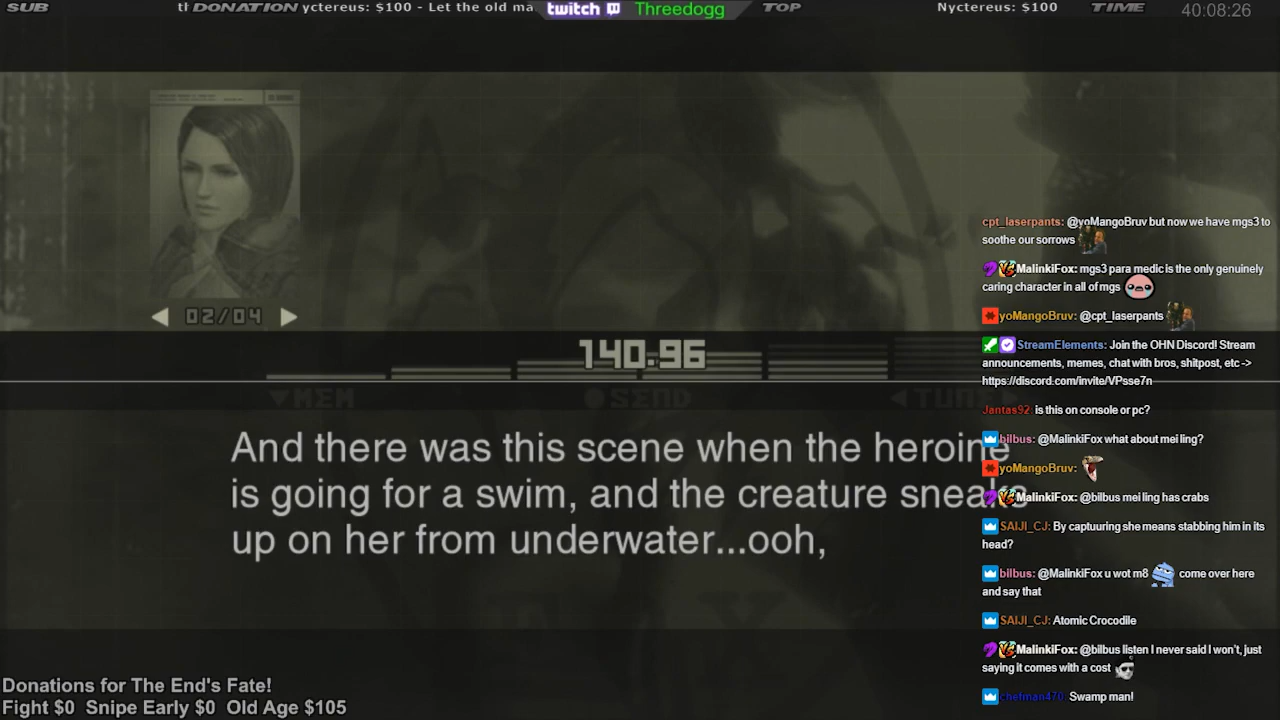 SUB
DONATION yctereus: $100 - Let the old ma
twitch Threedogg
TOP
Nyctereus: $100
TIME
40:08:26
02/04
140.96
MEM
SEND
TUNE
And there was this scene when the heroine
is going for a swim, and the creature sneaks
up on her from underwater...ooh,
cpt_laserpants: @yoMangoBruv but now we have mgs3 to
soothe our sorrows
MalinkiFox: mgs3 para medic is the only genuinely
caring character in all of mgs
yoMangoBruv: @cpt_laserpants
StreamElements: Join the OHN Discord! Stream
announcements, memes, chat with bros, shitpost, etc ->
https://discord.com/invite/VPsse7n
Jantas92: is this on console or pc?
bilbus: @MalinkiFox what about mei ling?
yoMangoBruv:
MalinkiFox: @bilbus mei ling has crabs
SAIJI_CJ: By captuuring she means stabbing him in its
head?
bilbus: @MalinkiFox u wot m8 come over here
and say that
SAIJI_CJ: Atomic Crocodile
MalinkiFox: @bilbus listen I never said I won't, just
saying it comes with a cost
chefman470: Swamp man!
Donations for The End's Fate!
Fight $0 Snipe Early $0 Old Age $105